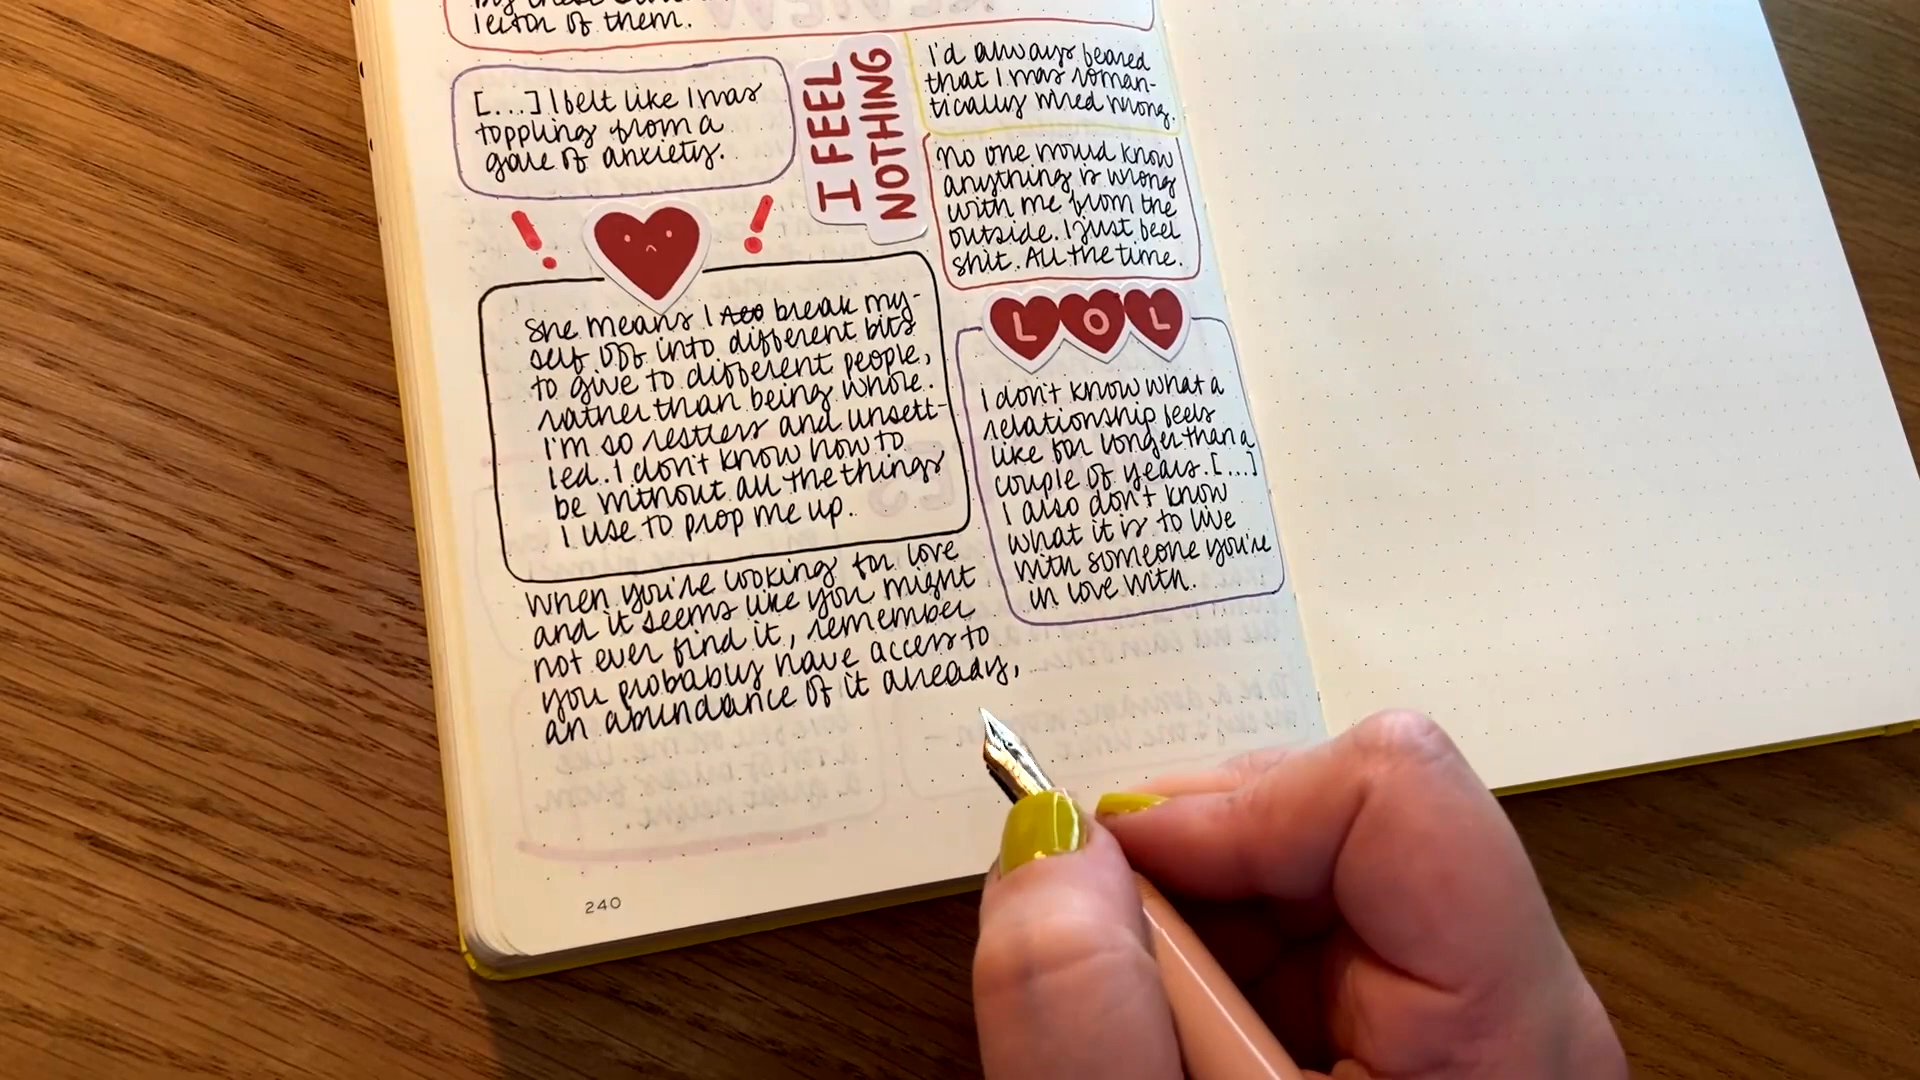 lection of them.
[...] I felt like I was
toppling from a
gale of anxiety.
I FEEL
NOTHING
I'd always feared
that I was roman-
tically wired wrong.
No one would know
anything is wrong
with me from the
outside. I just feel
shit. All the time.
She means I break my-
self off into different bits
to give to different people,
rather than being whole.
I'm so restless and unsett-
led. I don't know how to
be without all the things
I use to prop me up.
LOL
I don't know what a
relationship feels
like for longer than a
couple of years. [...]
I also don't know
what it is to live
with someone you're
in love with.
When you're looking for love
and it seems like you might
not ever find it, remember
you probably have access to
an abundance of it already,
240